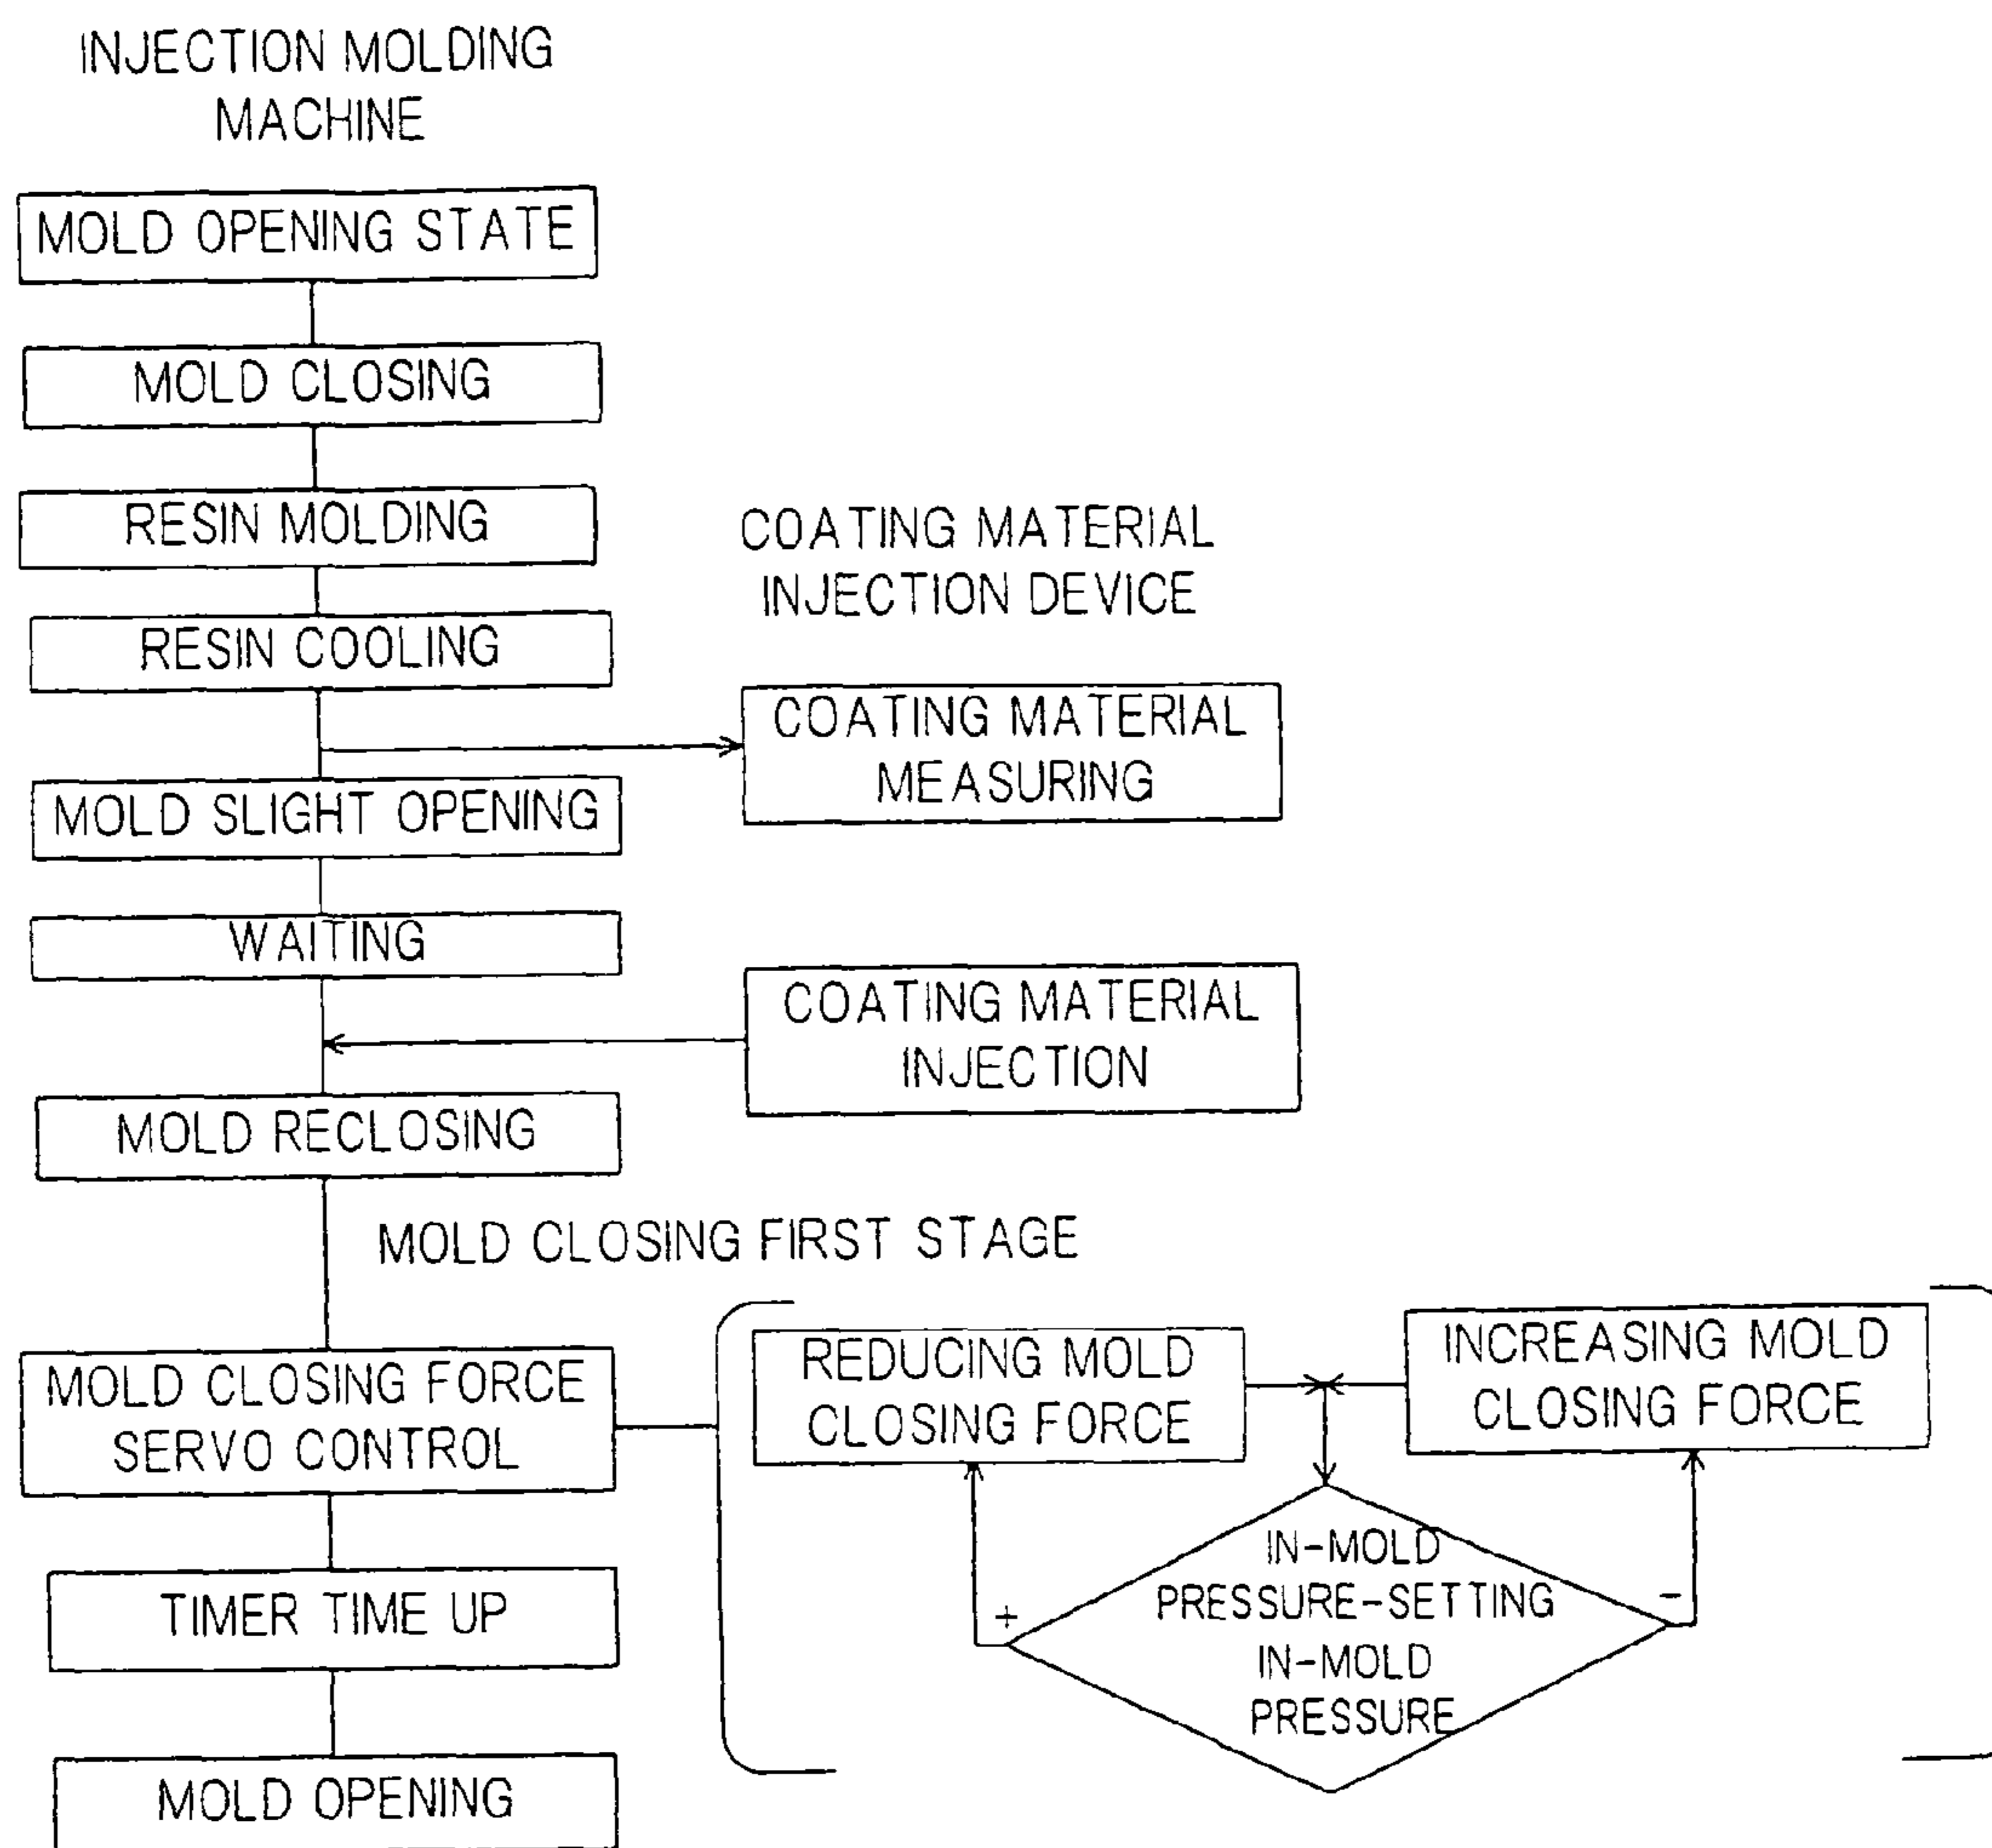 INJECTION MOLDING
MACHINE
MOLD OPENING STATE
MOLD CLOSING
RESIN MOLDING
RESIN COOLING
COATING MATERIAL
INJECTION DEVICE
COATING MATERIAL
MEASURING
MOLD SLIGHT OPENING
WAITING
COATING MATERIAL
INJECTION
MOLD RECLOSING
MOLD CLOSING FIRST STAGE
MOLD CLOSING FORCE
SERVO CONTROL
REDUCING MOLD
CLOSING FORCE
INCREASING MOLD
CLOSING FORCE
IN-MOLD
PRESSURE-SETTING
IN-MOLD
PRESSURE
+
-
TIMER TIME UP
MOLD OPENING